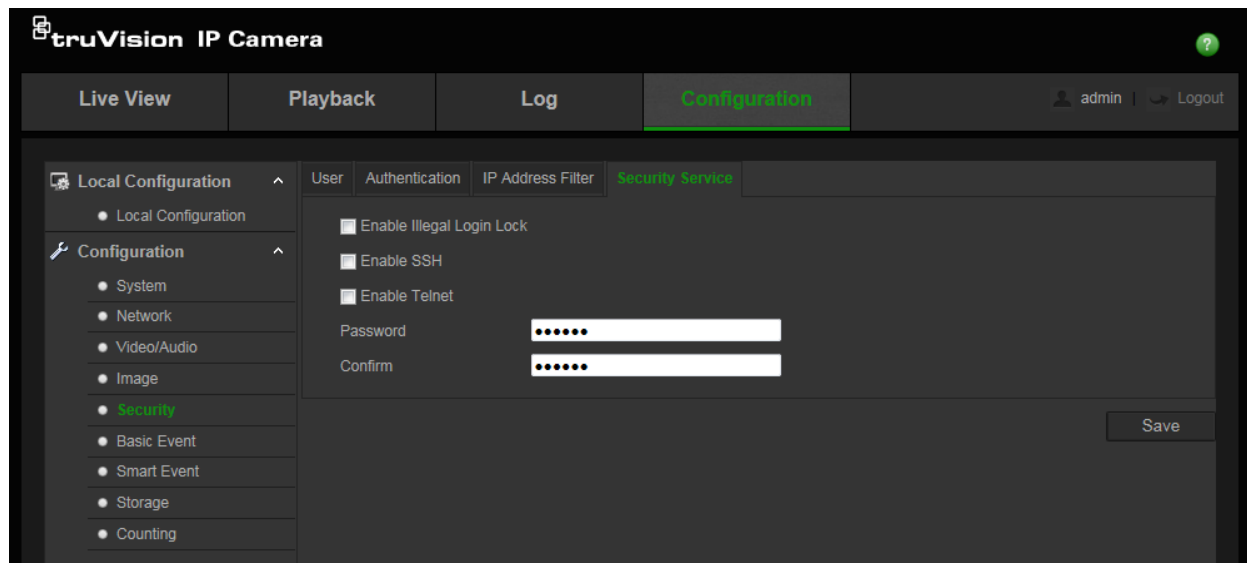 truVision IP Camera
?
Live View Playback Log Configuration admin | Logout
Local Configuration
Local Configuration
Configuration
System
Network
Video/Audio
Image
Security
Basic Event
Smart Event
Storage
Counting
User Authentication IP Address Filter Security Service
Enable Illegal Login Lock
Enable SSH
Enable Telnet
Password ••••••
Confirm ••••••
Save